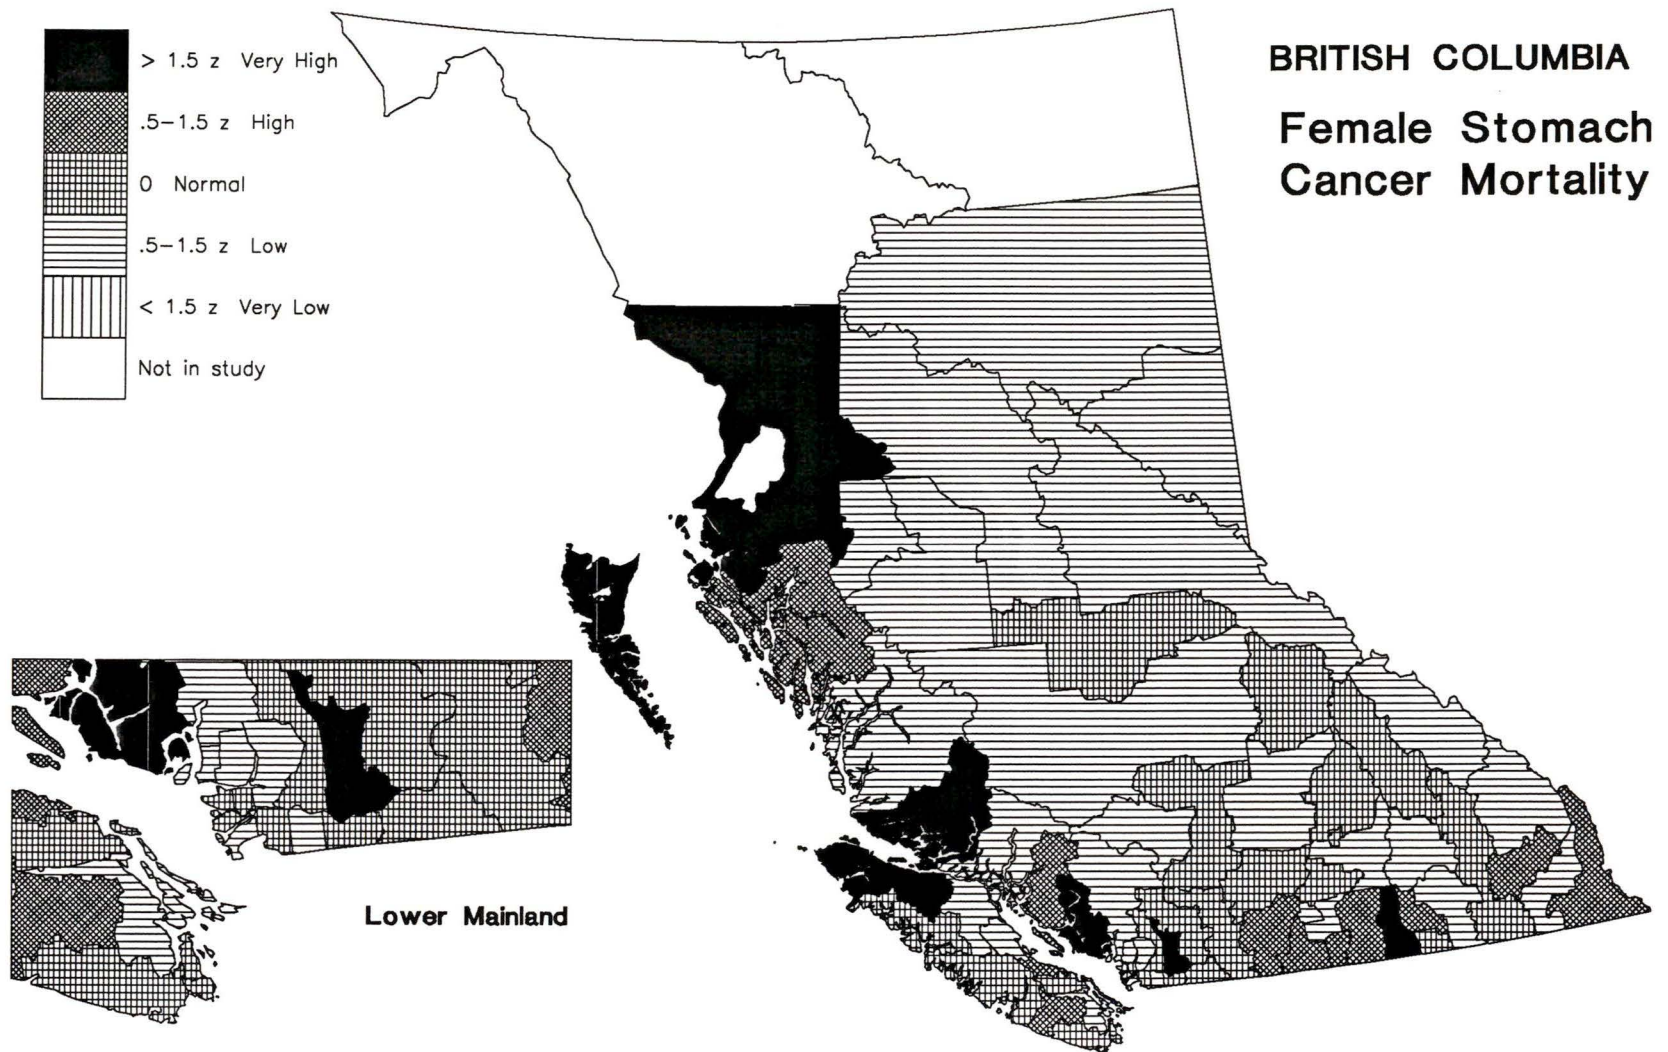 > 1.5 z Very High
.5–1.5 z High
0 Normal
.5–1.5 z Low
< 1.5 z Very Low
Not in study
BRITISH COLUMBIA
Female Stomach
Cancer Mortality
Lower Mainland